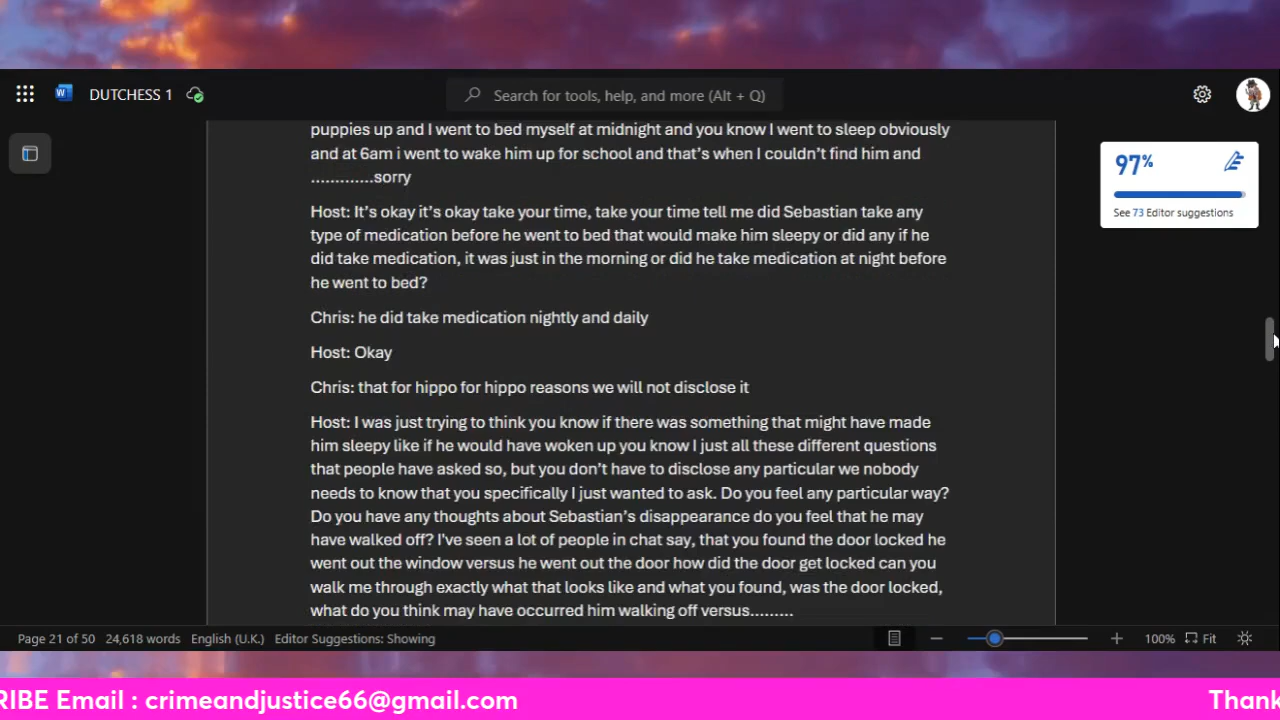 DUTCHESS 1
Search for tools, help, and more (Alt + Q)
puppies up and I went to bed myself at midnight and you know I went to sleep obviously
and at 6am i went to wake him up for school and that's when I couldn't find him and
.............sorry
Host: It's okay it's okay take your time, take your time tell me did Sebastian take any
type of medication before he went to bed that would make him sleepy or did any if he
did take medication, it was just in the morning or did he take medication at night before
he went to bed?
Chris: he did take medication nightly and daily
Host: Okay
Chris: that for hippo for hippo reasons we will not disclose it
Host: I was just trying to think you know if there was something that might have made
him sleepy like if he would have woken up you know I just all these different questions
that people have asked so, but you don't have to disclose any particular we nobody
needs to know that you specifically I just wanted to ask. Do you feel any particular way?
Do you have any thoughts about Sebastian's disappearance do you feel that he may
have walked off? I've seen a lot of people in chat say, that you found the door locked he
went out the window versus he went out the door how did the door get locked can you
walk me through exactly what that looks like and what you found, was the door locked,
what do you think may have occurred him walking off versus.........
97%
See 73 Editor suggestions
Page 21 of 50 24,618 words English (U.K.) Editor Suggestions: Showing 100% Fit
RIBE Email : crimeandjustice66@gmail.com Thank